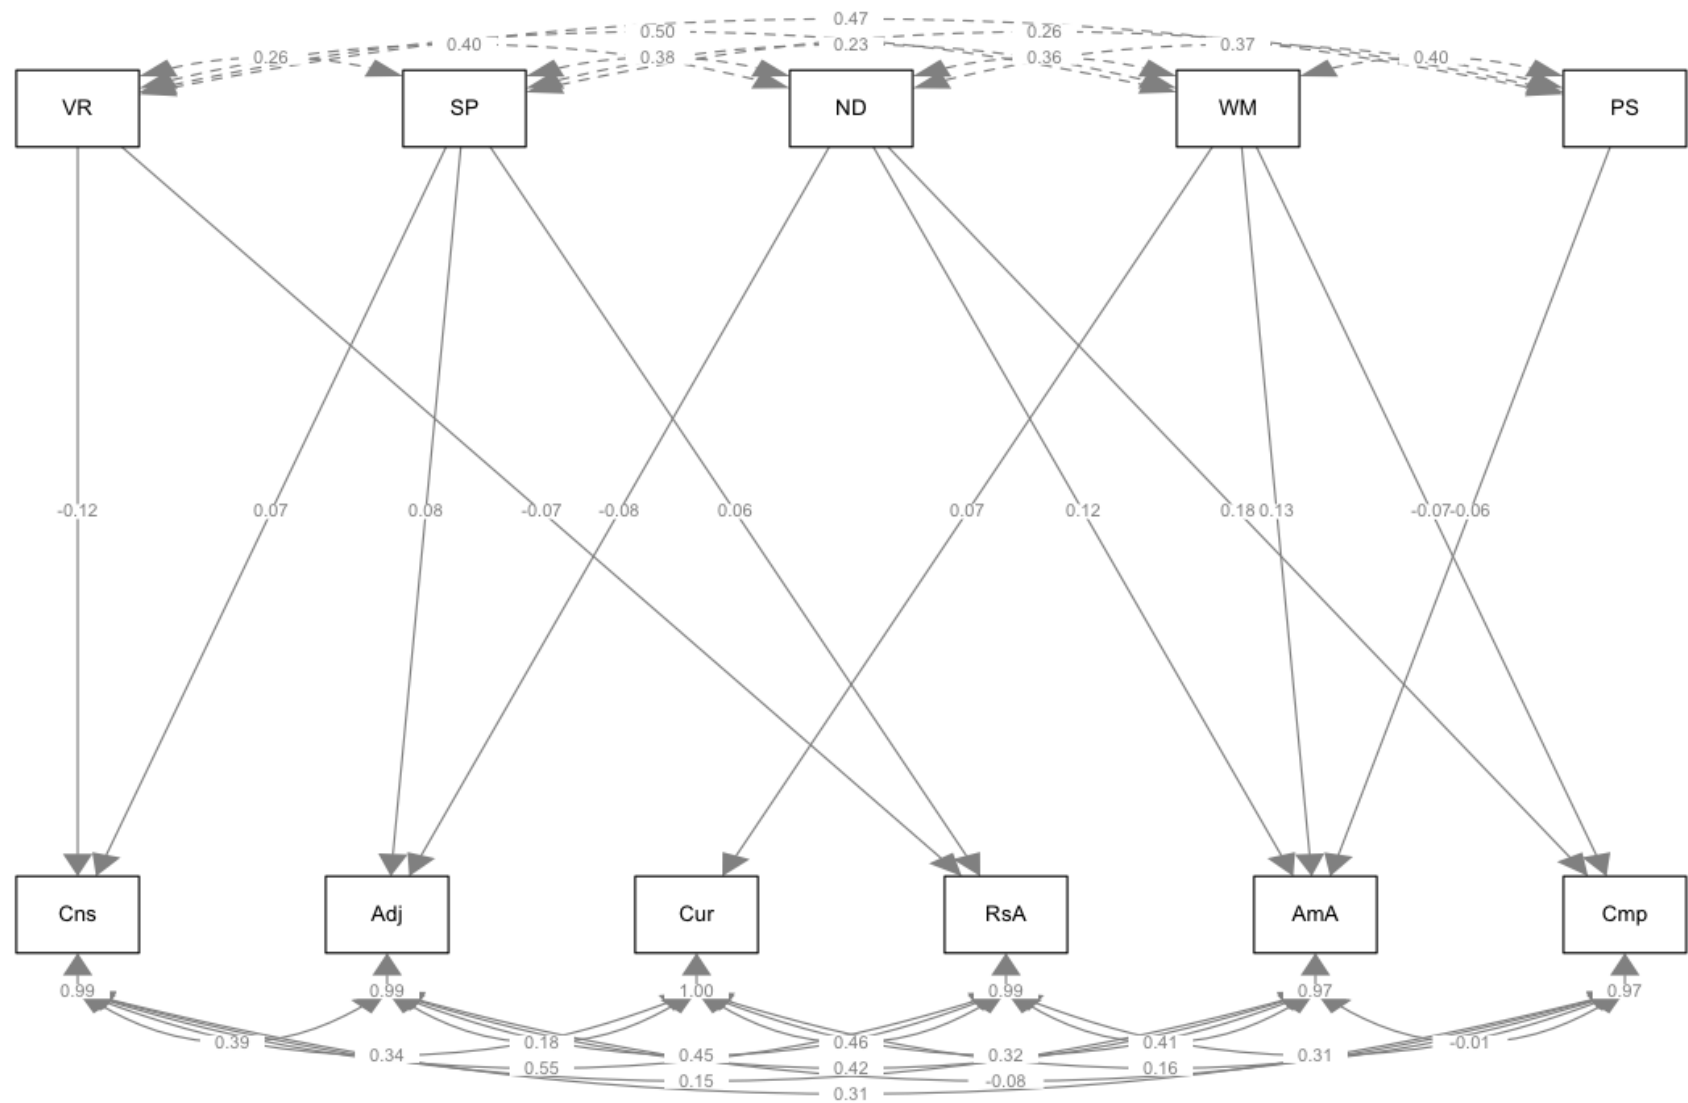 0.47
0.50 0.26
0.40 0.23 0.37
0.26 0.38 0.36 0.40
VR SP ND WM PS
-0.12 0.07 0.08 -0.07 -0.08 0.06 0.07 0.12 0.18 0.13 -0.07 -0.06
Cns Adj Cur RsA AmA Cmp
0.99 0.99 1.00 0.99 0.97 0.97
0.39 0.18 0.46 0.41 -0.01
0.34 0.45 0.32 0.31
0.55 0.42 0.16
0.15 -0.08
0.31